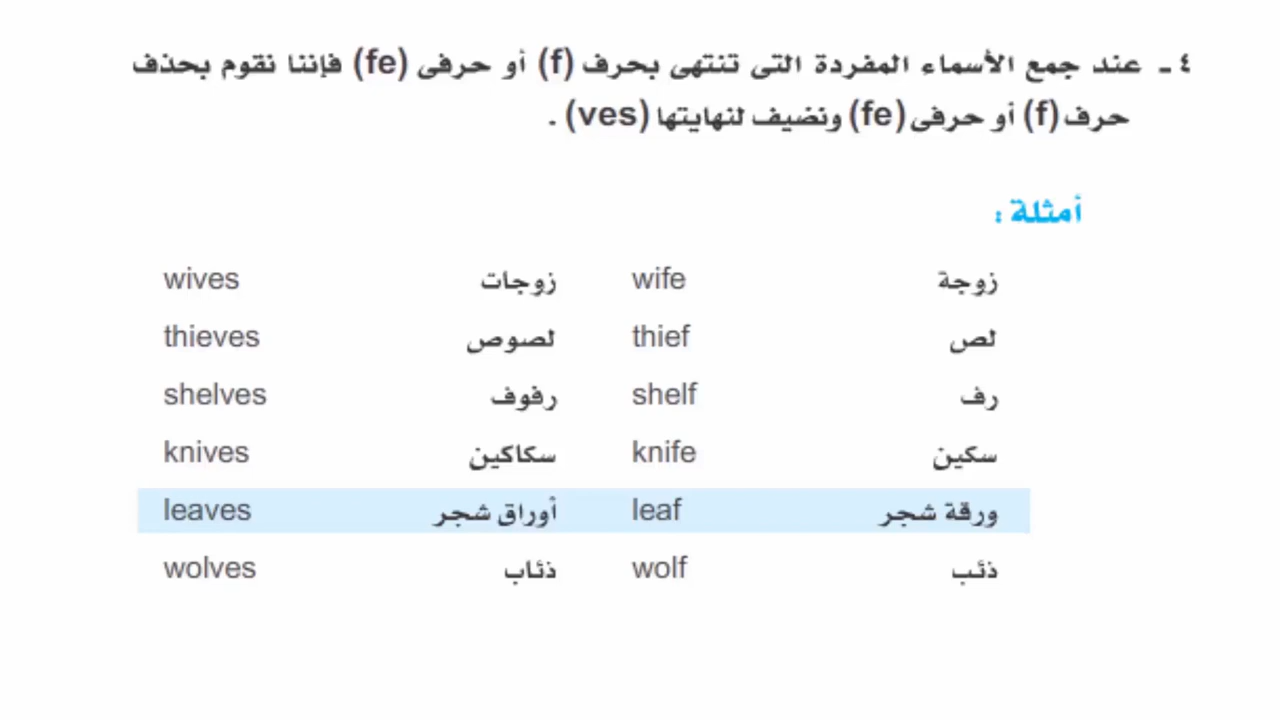 ٤ ـ عند جمع الأسماء المفردة التى تنتهى بحرف (f) أو حرفى (fe) فإننا نقوم بحذف
حرف (f) أو حرفى (fe) ونضيف لنهايتها (ves) .
أمثلة :
زوجة wife زوجات wives
لص thief لصوص thieves
رف shelf رفوف shelves
سكين knife سكاكين knives
ورقة شجر leaf أوراق شجر leaves
ذئب wolf ذئاب wolves